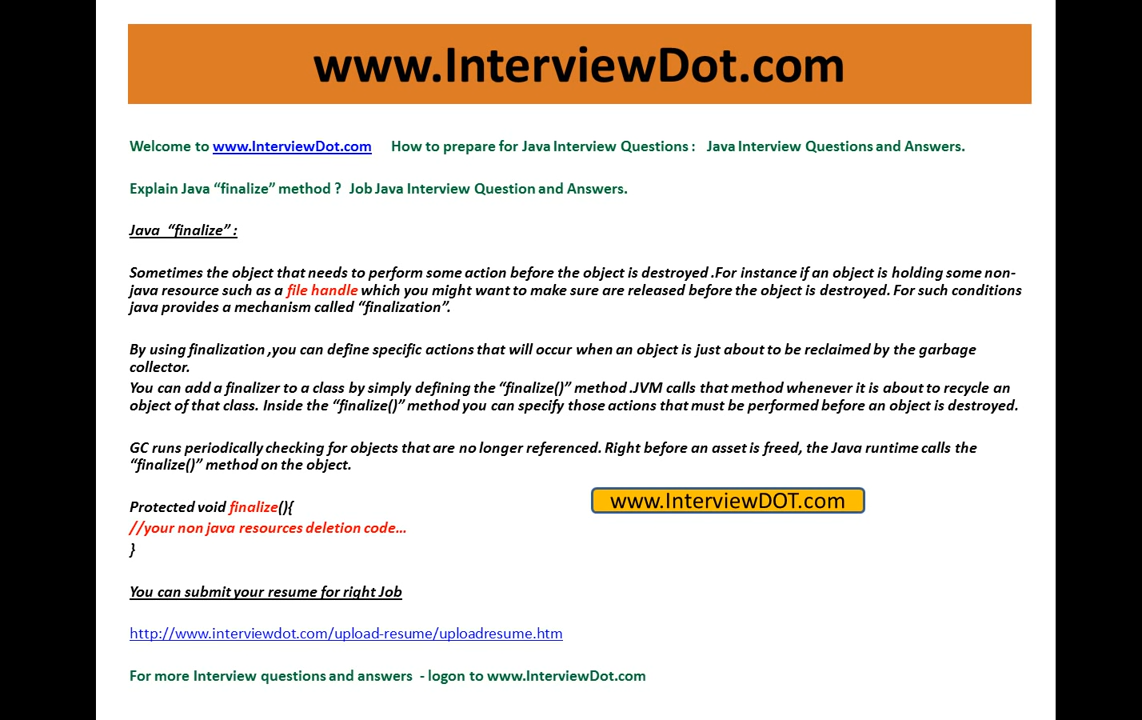 www.InterviewDot.com
Welcome to www.InterviewDot.com How to prepare for Java Interview Questions : Java Interview Questions and Answers.
Explain Java “finalize” method ? Job Java Interview Question and Answers.
Java “finalize” :
Sometimes the object that needs to perform some action before the object is destroyed .For instance if an object is holding some non-
java resource such as a file handle which you might want to make sure are released before the object is destroyed. For such conditions
java provides a mechanism called “finalization”.
By using finalization ,you can define specific actions that will occur when an object is just about to be reclaimed by the garbage
collector.
You can add a finalizer to a class by simply defining the “finalize()” method .JVM calls that method whenever it is about to recycle an
object of that class. Inside the “finalize()” method you can specify those actions that must be performed before an object is destroyed.
GC runs periodically checking for objects that are no longer referenced. Right before an asset is freed, the Java runtime calls the
“finalize()” method on the object.
Protected void finalize(){
www.InterviewDOT.com
//your non java resources deletion code...
}
You can submit your resume for right Job
http://www.interviewdot.com/upload-resume/uploadresume.htm
For more Interview questions and answers - logon to www.InterviewDot.com